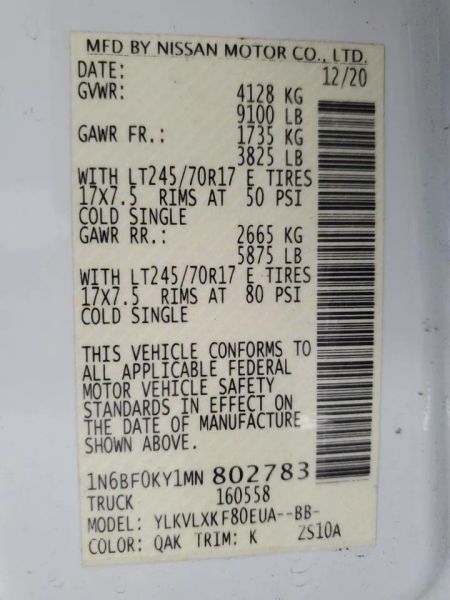 MFD BY NISSAN MOTOR CO., LTD.
DATE: 12/20
GVWR: 4128 KG
9100 LB
GAWR FR.: 1735 KG
3825 LB
WITH LT245/70R17 E TIRES
17X7.5 RIMS AT 50 PSI
COLD SINGLE
GAWR RR.: 2665 KG
5875 LB
WITH LT245/70R17 E TIRES
17X7.5 RIMS AT 80 PSI
COLD SINGLE
THIS VEHICLE CONFORMS TO
ALL APPLICABLE FEDERAL
MOTOR VEHICLE SAFETY
STANDARDS IN EFFECT ON
THE DATE OF MANUFACTURE
SHOWN ABOVE.
1N6BF0KY1MN 802783
TRUCK 160558
MODEL: YLKVLXKF80EUA--BB-
COLOR: QAK TRIM: K ZS10A